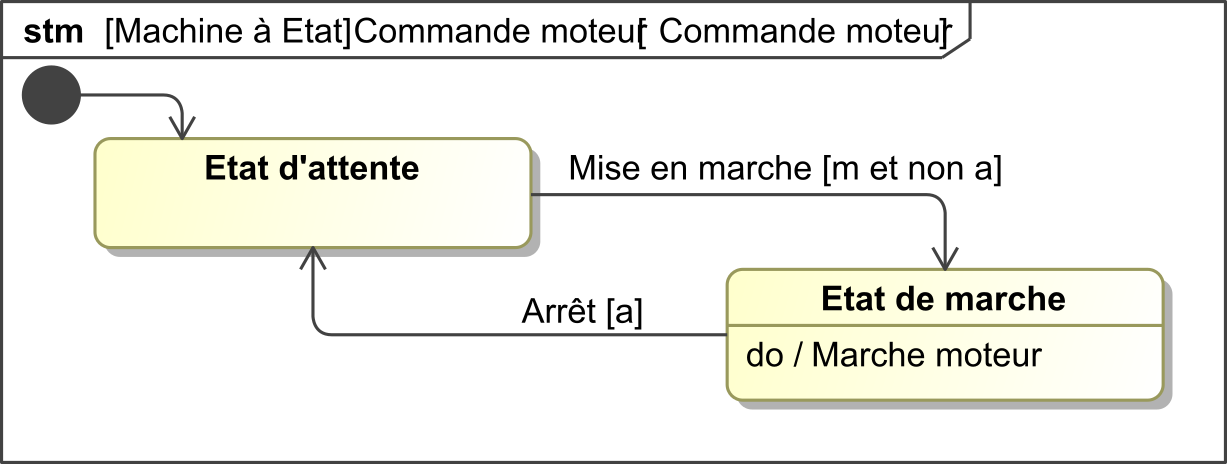 stm [Machine à Etat]Commande moteur[ Commande moteur]
Etat d'attente
Mise en marche [m et non a]
Etat de marche
Arrêt [a]
do / Marche moteur